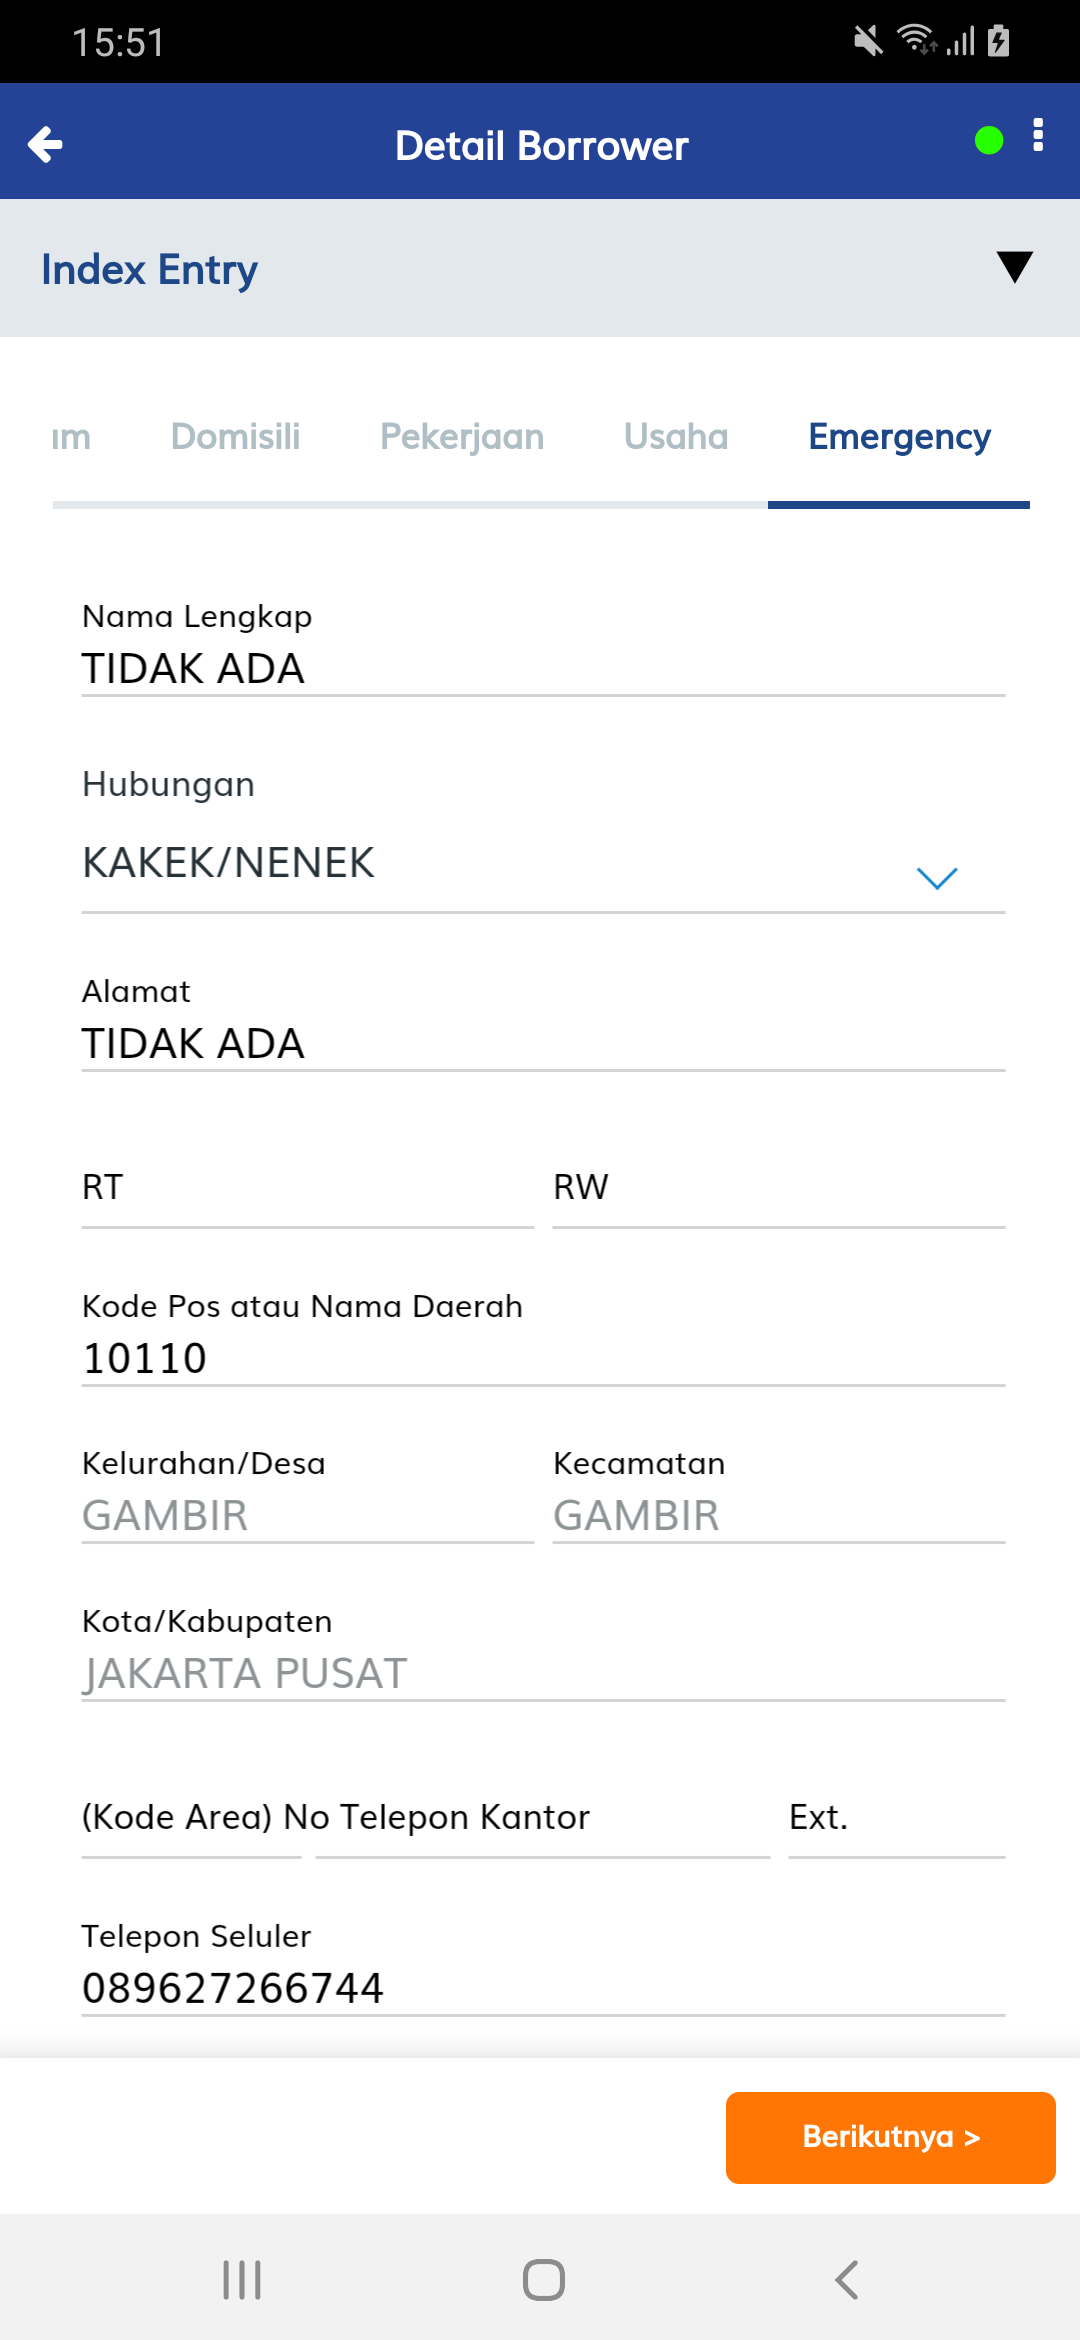 15:51
Detail Borrower
Index Entry
Domisili Pekerjaan Usaha Emergency
Nama Lengkap
TIDAK ADA
Hubungan
KAKEK/NENEK
Alamat
TIDAK ADA
RT RW
Kode Pos atau Nama Daerah
10110
Kelurahan/Desa Kecamatan
GAMBIR GAMBIR
Kota/Kabupaten
JAKARTA PUSAT
(Kode Area) No Telepon Kantor Ext.
Telepon Seluler
089627266744
Berikutnya >